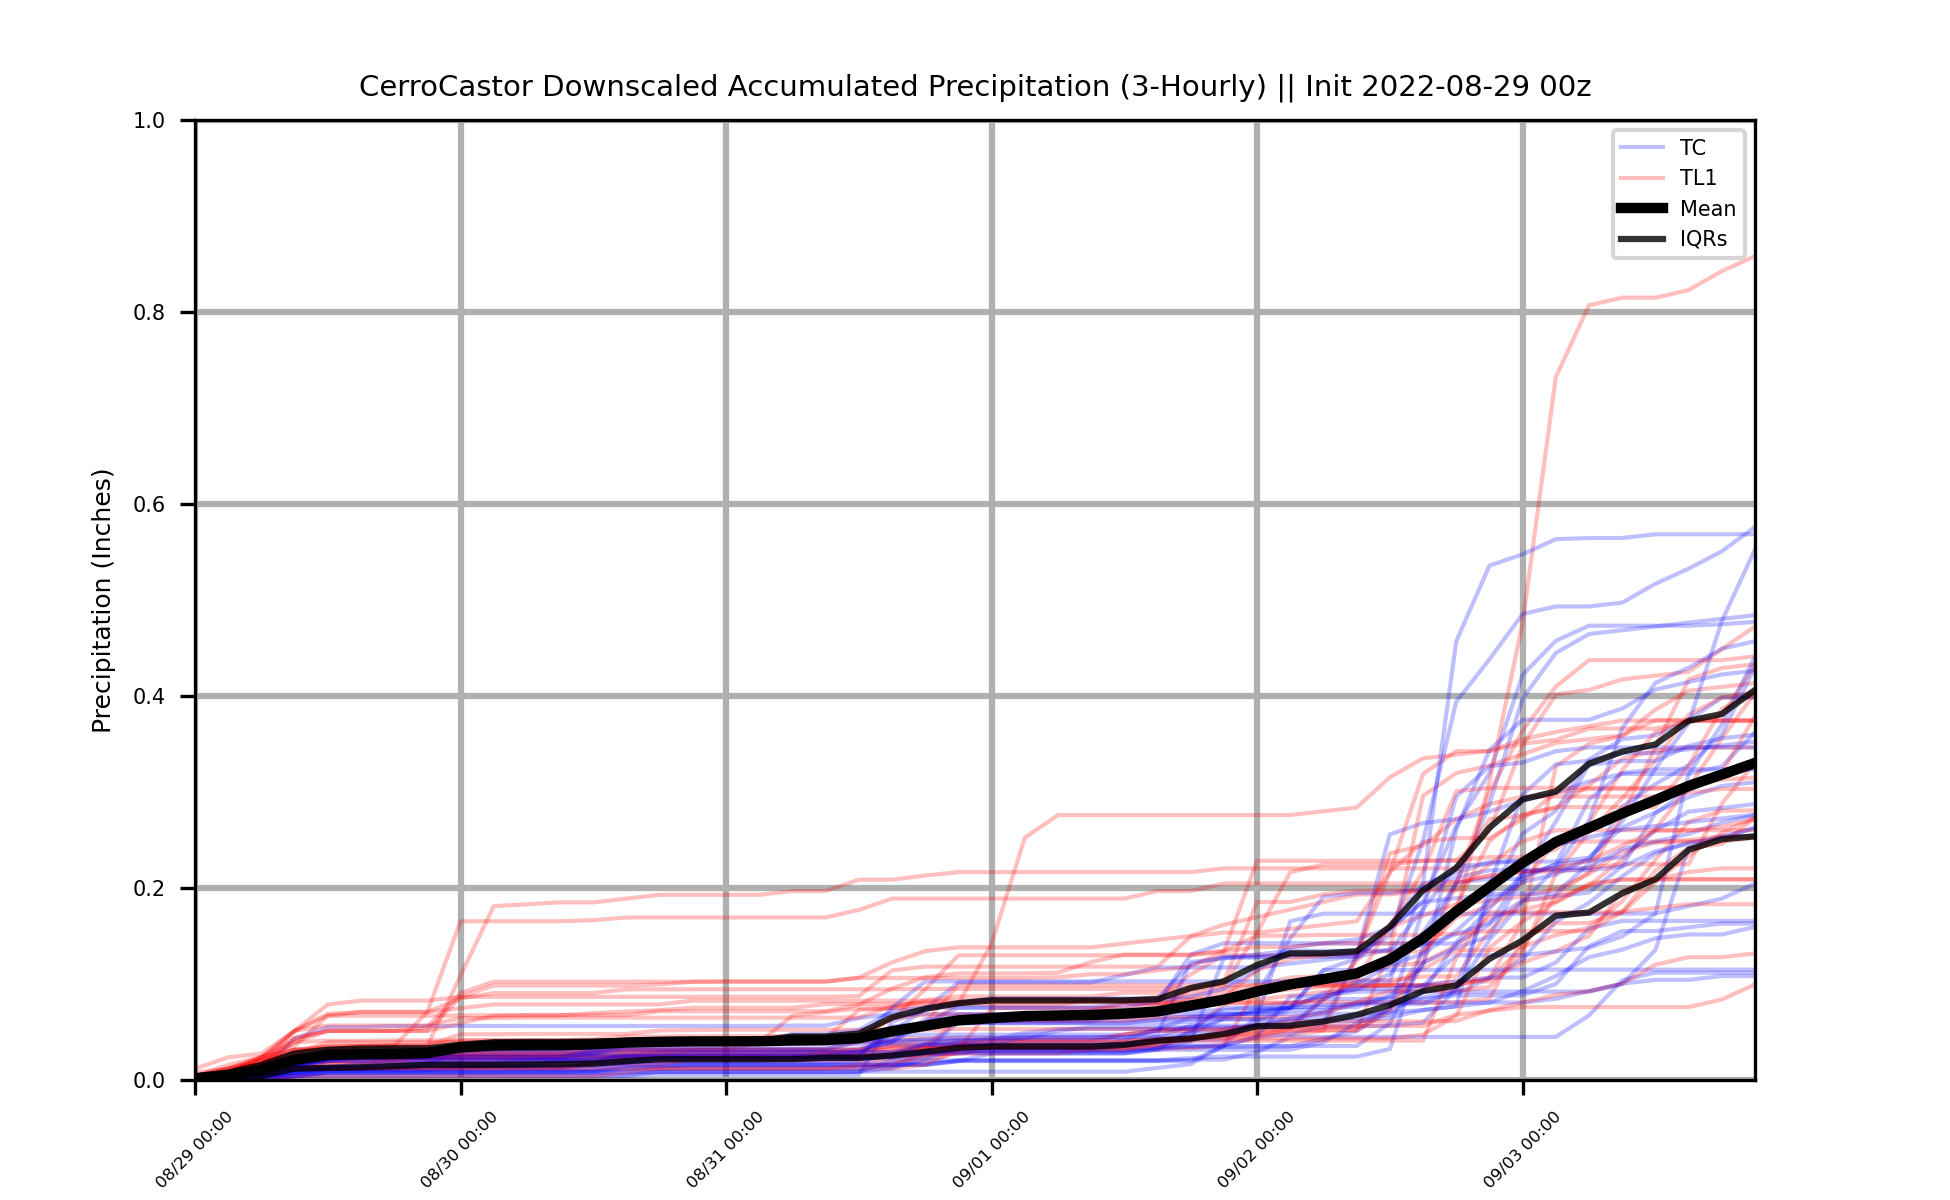 CerroCastor Downscaled Accumulated Precipitation (3-Hourly) || Init 2022-08-29 00z
1.0
0.8
0.6
0.4
0.2
0.0
Precipitation (Inches)
TC
TL1
Mean
IQRs
08/29 00:00
08/30 00:00
08/31 00:00
09/01 00:00
09/02 00:00
09/03 00:00